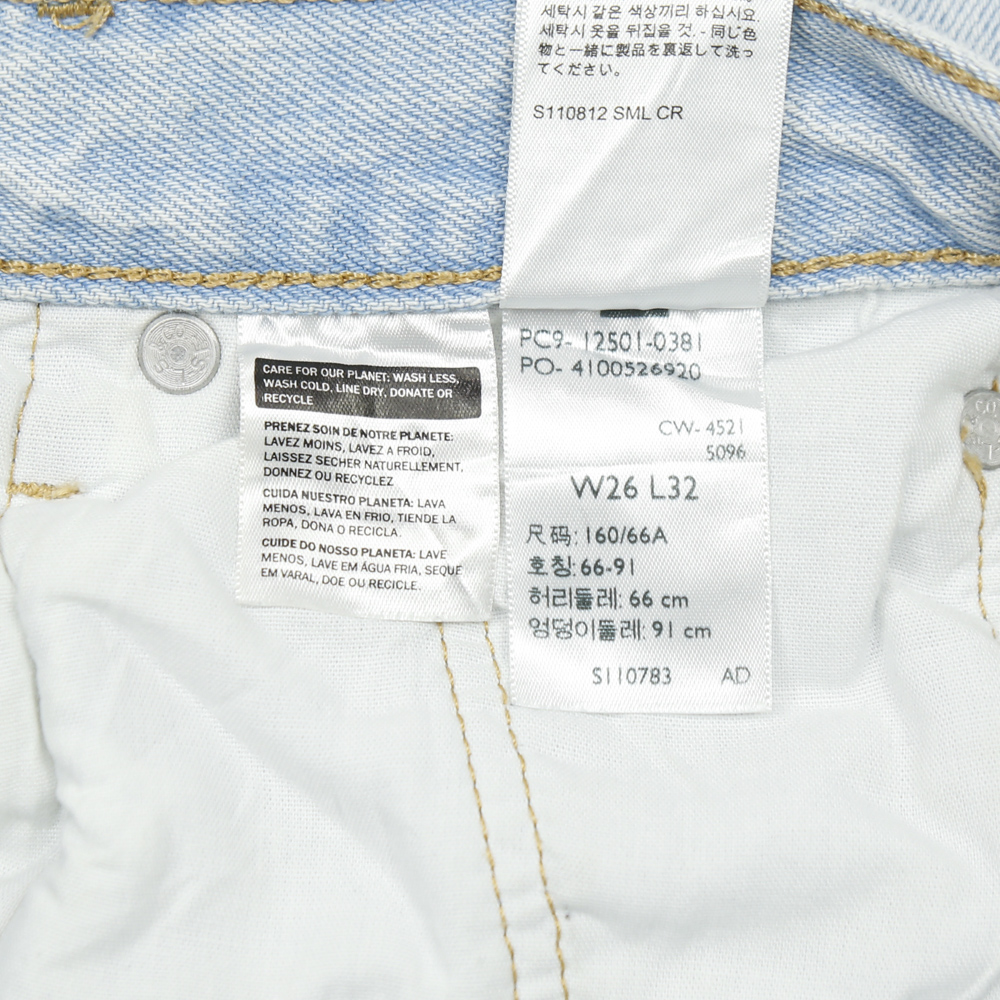 세탁시 같은 색상끼리 하십시오
세탁시 옷을 뒤집을 것. - 同じ色
物と一緒に製品を裏返して洗っ
てください。
S110812 SML CR
CARE FOR OUR PLANET: WASH LESS,
WASH COLD, LINE DRY, DONATE OR
RECYCLE
PRENEZ SOIN DE NOTRE PLANETE:
LAVEZ MOINS, LAVEZ A FROID,
LAISSEZ SECHER NATURELLEMENT,
DONNEZ OU RECYCLEZ
CUIDA NUESTRO PLANETA: LAVA
MENOS, LAVA EN FRIO, TIENDE LA
ROPA, DONA O RECICLA.
CUIDE DO NOSSO PLANETA: LAVE
MENOS, LAVE EM ÁGUA FRIA, SEQUE
EM VARAL, DOE OU RECICLE.
PC9- 12501-0381
PO- 4100526920
CW- 4521
5096
W26 L32
尺码: 160/66A
호칭: 66-91
허리둘레: 66 cm
엉덩이둘레: 91 cm
S110783 AD